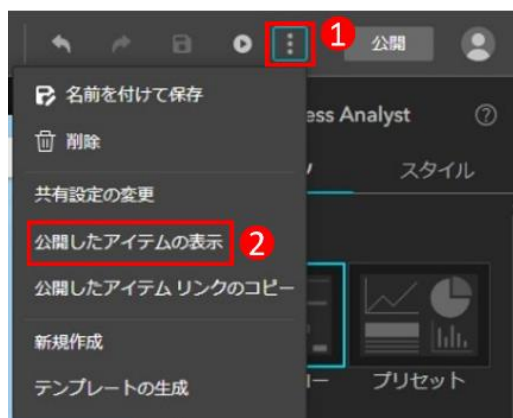 1
公開
名前を付けて保存
ess Analyst
削除
スタイル
共有設定の変更
公開したアイテムの表示
2
公開したアイテム リンクのコピー
新規作成
テンプレートの生成
ー
プリセット